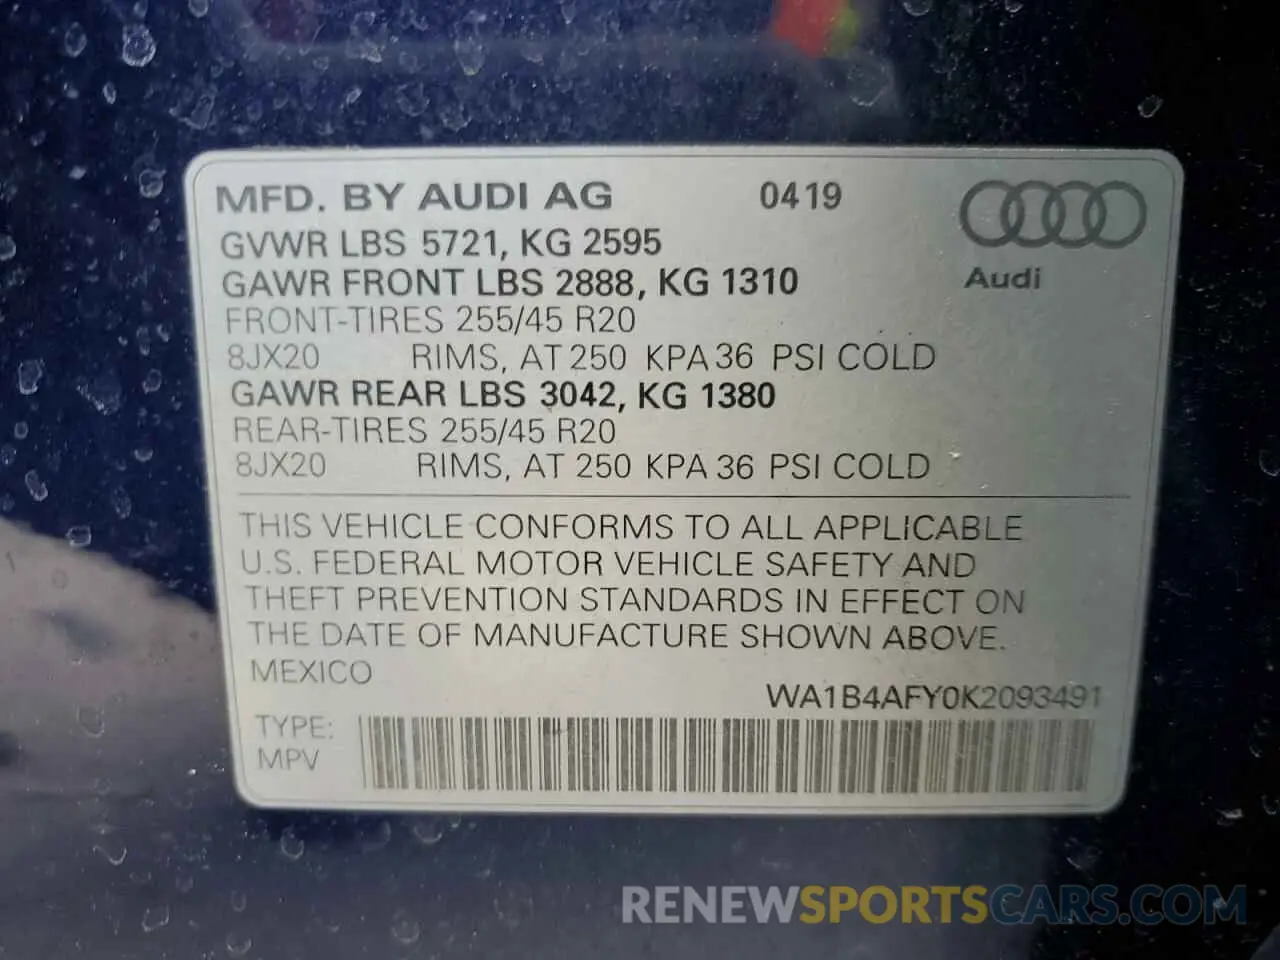 MFD. BY AUDI AG 0419
GVWR LBS 5721, KG 2595
GAWR FRONT LBS 2888, KG 1310
Audi
FRONT-TIRES 255/45 R20
8JX20 RIMS, AT 250 KPA 36 PSI COLD
GAWR REAR LBS 3042, KG 1380
REAR-TIRES 255/45 R20
8JX20 RIMS, AT 250 KPA 36 PSI COLD
THIS VEHICLE CONFORMS TO ALL APPLICABLE
U.S. FEDERAL MOTOR VEHICLE SAFETY AND
THEFT PREVENTION STANDARDS IN EFFECT ON
THE DATE OF MANUFACTURE SHOWN ABOVE.
MEXICO
WA1B4AFY0K2093491
TYPE:
MPV
RENEWSPORTSCARS.COM